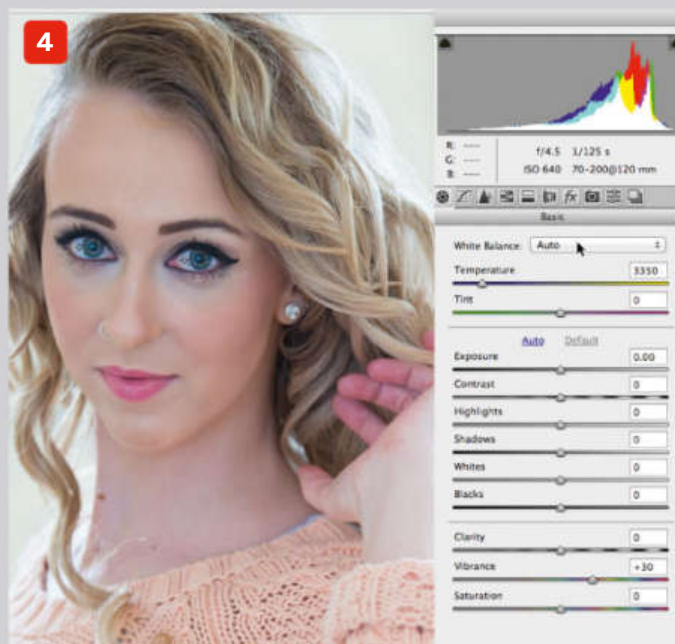 4
R: ---
G: ---
B: ---
f/4.5 1/125 s
ISO 640 70-200@120 mm
fx
Basic
White Balance: Auto
Temperature 3350
Tint 0
Auto Default
Exposure 0.00
Contrast 0
Highlights 0
Shadows 0
Whites 0
Blacks 0
Clarity 0
Vibrance +30
Saturation 0